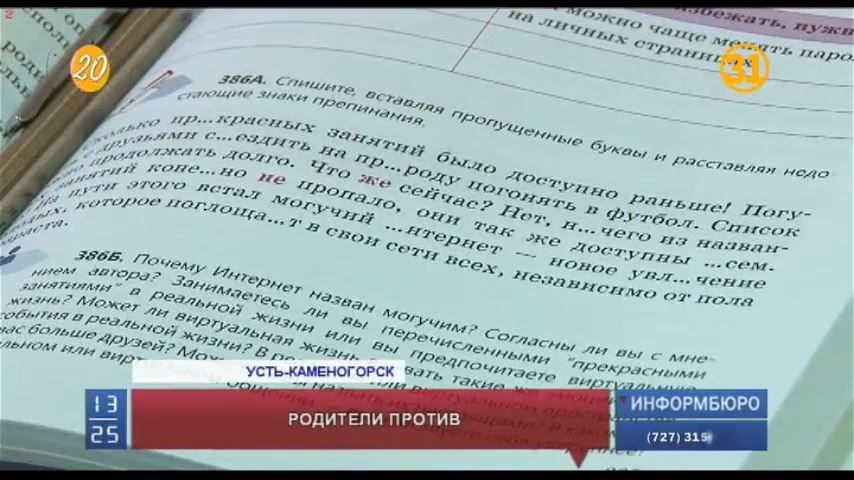 2
20
31
можно чаще менять
на личных страницах.
386А. Спишите, вставляя пропущенные буквы и расставляя недо-
стающие знаки препинания.
пр...красных занятий было доступно раньше! Погу-
с друзьями с...ездить на пр...роду погонять в футбол. Список
продолжать долго. Что же сейчас? Нет, н...чего из назван-
занятий коне...но не пропало, они так же доступны ...сем.
на пути этого встал могучий ...нтернет — новое увл...чение
которое поглоща...т в свои сети всех, независимо от пола
386Б. Почему Интернет назван могучим? Согласны ли вы с мне-
нием автора? Занимаетесь ли вы перечисленными "прекрасными
занятиями" в реальной жизни или вы предпочитаете виртуальную
жизнь? Может ли виртуальная жизнь такие же
события в реальной жизни? В
вас больше друзей?
УСТЬ-КАМЕНОГОРСК
13
25
РОДИТЕЛИ ПРОТИВ
ИНФОРМБЮРО
(727) 315